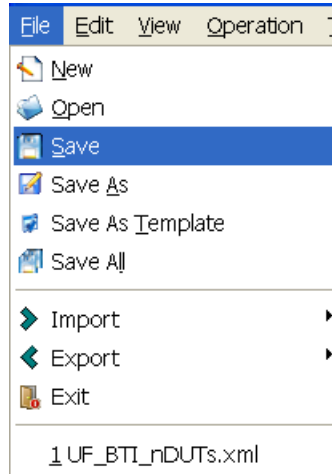 File Edit View Operation
New
Open
Save
Save As
Save As Template
Save All
Import
Export
Exit
1 UF_BTI_nDUTs.xml